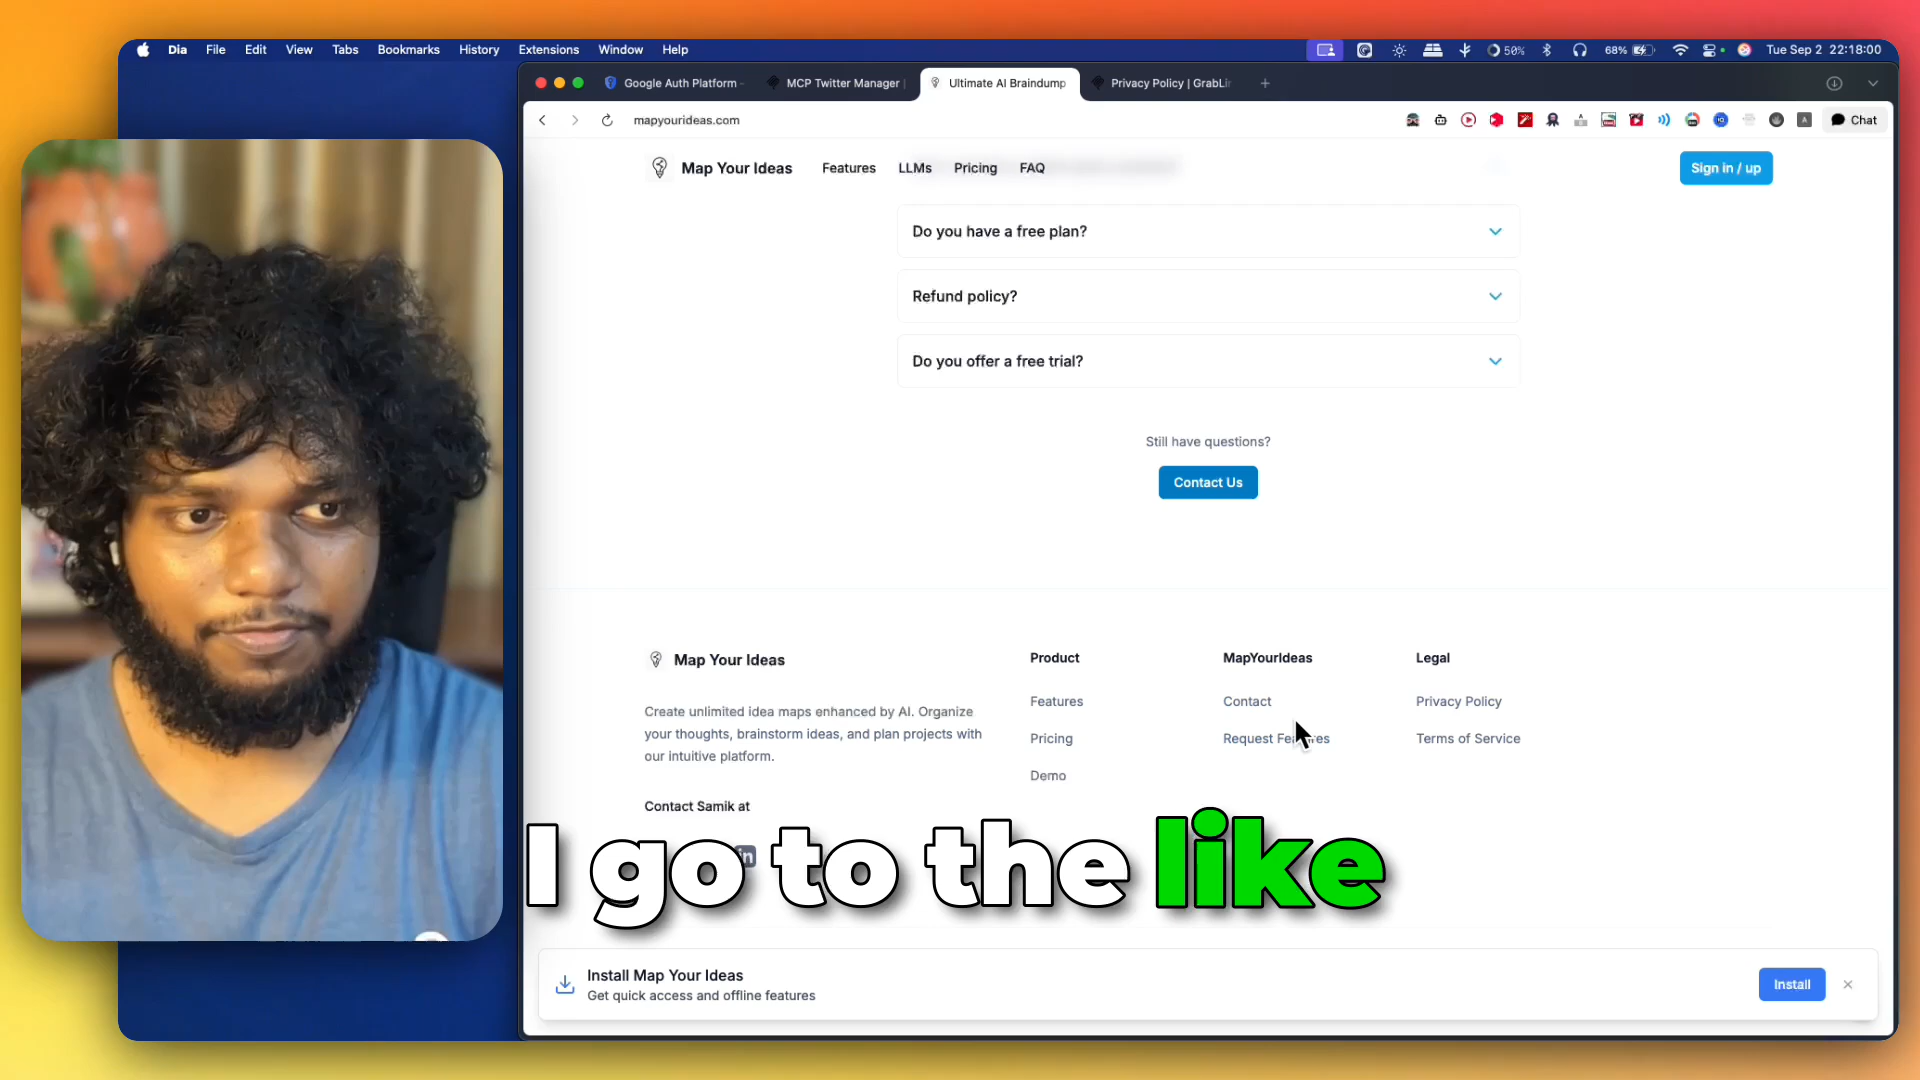 Dia File Edit View Tabs Bookmarks History Extensions Window Help
50% 68% Tue Sep 2 22:18:00
Google Auth Platform
MCP Twitter Manager
Ultimate AI Braindump
Privacy Policy | GrabLi
mapyourideas.com
Chat
Map Your Ideas
Features LLMs Pricing FAQ
Sign in / up
Do you have a free plan?
Refund policy?
Do you offer a free trial?
Still have questions?
Contact Us
Map Your Ideas
Create unlimited idea maps enhanced by AI. Organize
your thoughts, brainstorm ideas, and plan projects with
our intuitive platform.
Contact Samik at
in
Product
Features
Pricing
Demo
MapYourIdeas
Contact
Request Features
Legal
Privacy Policy
Terms of Service
I go to the like
Install Map Your Ideas
Get quick access and offline features
Install